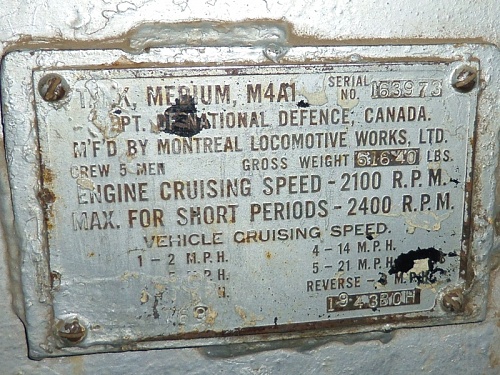 MEDIUM, M4A1 SERIAL NO. 163973
NATIONAL DEFENCE, CANADA.
M'F'D BY MONTREAL LOCOMOTIVE WORKS, LTD.
CREW 5 MEN GROSS WEIGHT 61840 LBS.
ENGINE CRUISING SPEED - 2100 R.P.M.
MAX. FOR SHORT PERIODS - 2400 R.P.M.
VEHICLE CRUISING SPEED.
1 - 2 M.P.H. 4 - 14 M.P.H.
M.P.H. 5 - 21 M.P.H.
H. REVERSE -